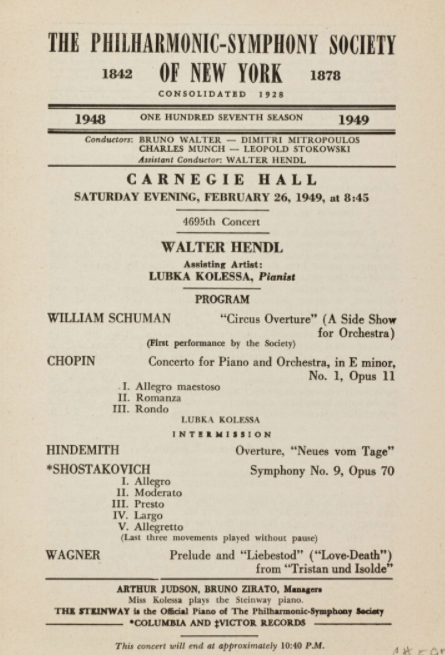 THE PHILHARMONIC-SYMPHONY SOCIETY
1842 OF NEW YORK 1878
CONSOLIDATED 1928
1948 ONE HUNDRED SEVENTH SEASON 1949
Conductors: BRUNO WALTER — DIMITRI MITROPOULOS
CHARLES MUNCH — LEOPOLD STOKOWSKI
Assistant Conductor: WALTER HENDL
CARNEGIE HALL
SATURDAY EVENING, FEBRUARY 26, 1949, at 8:45
4695th Concert
WALTER HENDL
Assisting Artist:
LUBKA KOLESSA, Pianist
PROGRAM
WILLIAM SCHUMAN "Circus Overture" (A Side Show
for Orchestra)
(First performance by the Society)
CHOPIN Concerto for Piano and Orchestra, in E minor,
No. 1, Opus 11
I. Allegro maestoso
II. Romanza
III. Rondo
LUBKA KOLESSA
INTERMISSION
HINDEMITH Overture, "Neues vom Tage"
*SHOSTAKOVICH Symphony No. 9, Opus 70
I. Allegro
II. Moderato
III. Presto
IV. Largo
V. Allegretto
(Last three movements played without pause)
WAGNER Prelude and "Liebestod" ("Love-Death")
from "Tristan und Isolde"
ARTHUR JUDSON, BRUNO ZIRATO, Managers
Miss Kolessa plays the Steinway piano.
THE STEINWAY is the Official Piano of The Philharmonic-Symphony Society
*COLUMBIA AND ‡VICTOR RECORDS
This concert will end at approximately 10:40 P.M.